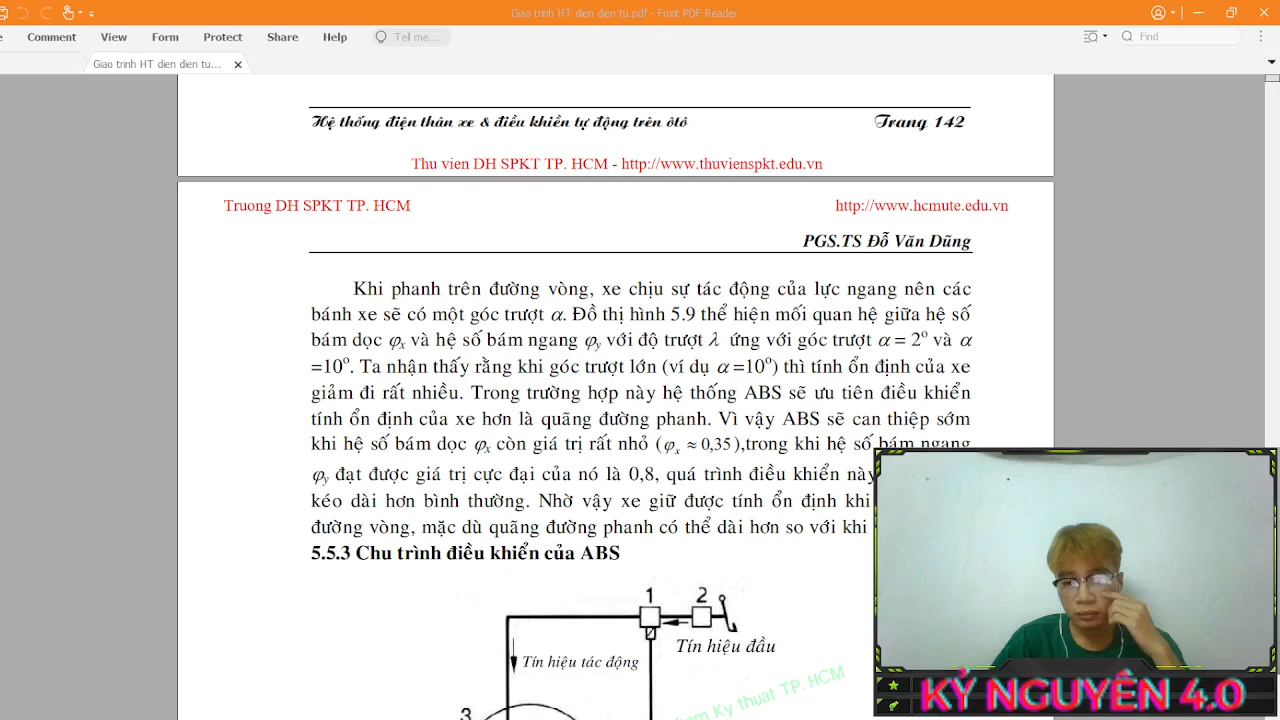 Giao trinh HT dien dien tu.pdf - Foxit PDF Reader
Comment View Form Protect Share Help Tell me... Find
Giao trinh HT dien dien tu...
Hệ thống điện thân xe & điều khiển tự động trên ôtô Trang 142
Thu vien DH SPKT TP. HCM - http://www.thuvienspkt.edu.vn
Truong DH SPKT TP. HCM http://www.hcmute.edu.vn
PGS.TS Đỗ Văn Dũng
Khi phanh trên đường vòng, xe chịu sự tác động của lực ngang nên các
bánh xe sẽ có một góc trượt α. Đồ thị hình 5.9 thể hiện mối quan hệ giữa hệ số
bám dọc φx và hệ số bám ngang φy với độ trượt λ ứng với góc trượt α = 2° và α
=10°. Ta nhận thấy rằng khi góc trượt lớn (ví dụ α =10°) thì tính ổn định của xe
giảm đi rất nhiều. Trong trường hợp này hệ thống ABS sẽ ưu tiên điều khiển
tính ổn định của xe hơn là quãng đường phanh. Vì vậy ABS sẽ can thiệp sớm
khi hệ số bám dọc φx còn giá trị rất nhỏ (φx ≈ 0,35),trong khi hệ số bám ngang
φy đạt được giá trị cực đại của nó là 0,8, quá trình điều khiển này
kéo dài hơn bình thường. Nhờ vậy xe giữ được tính ổn định khi
đường vòng, mặc dù quãng đường phanh có thể dài hơn so với khi
5.5.3 Chu trình điều khiển của ABS
1 2
Tín hiệu đầu
Tín hiệu tác động
3
Ky thuat TP. HCM
KỶ NGUYÊN 4.0